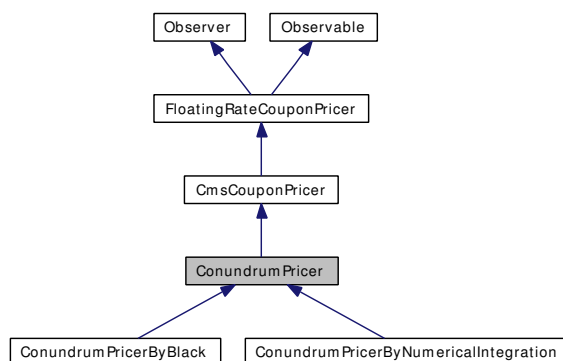 Observer
Observable
FloatingRateCouponPricer
CmsCouponPricer
ConundrumPricer
ConundrumPricerByBlack
ConundrumPricerByNumericalIntegration